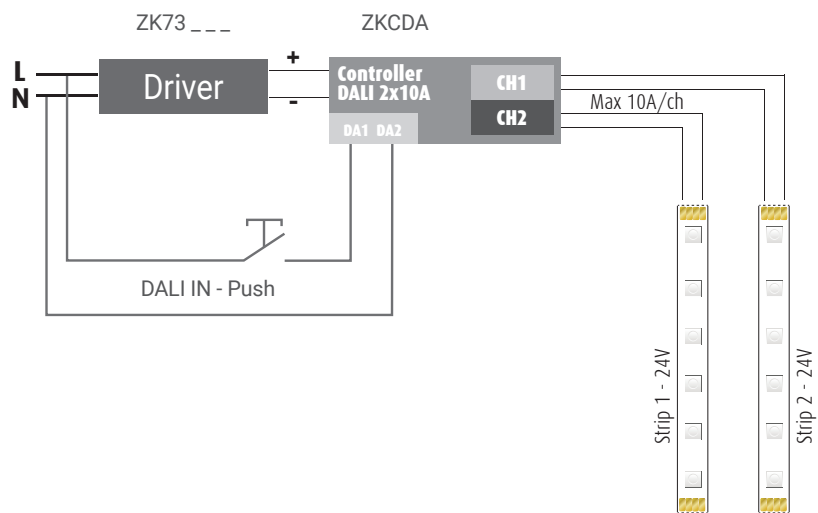 ZK73 _ _ _
ZKCDA
L
N
Driver
+
-
Controller
DALI 2x10A
CH1
CH2
DA1 DA2
Max 10A/ch
DALI IN - Push
Strip 1 - 24V
Strip 2 - 24V